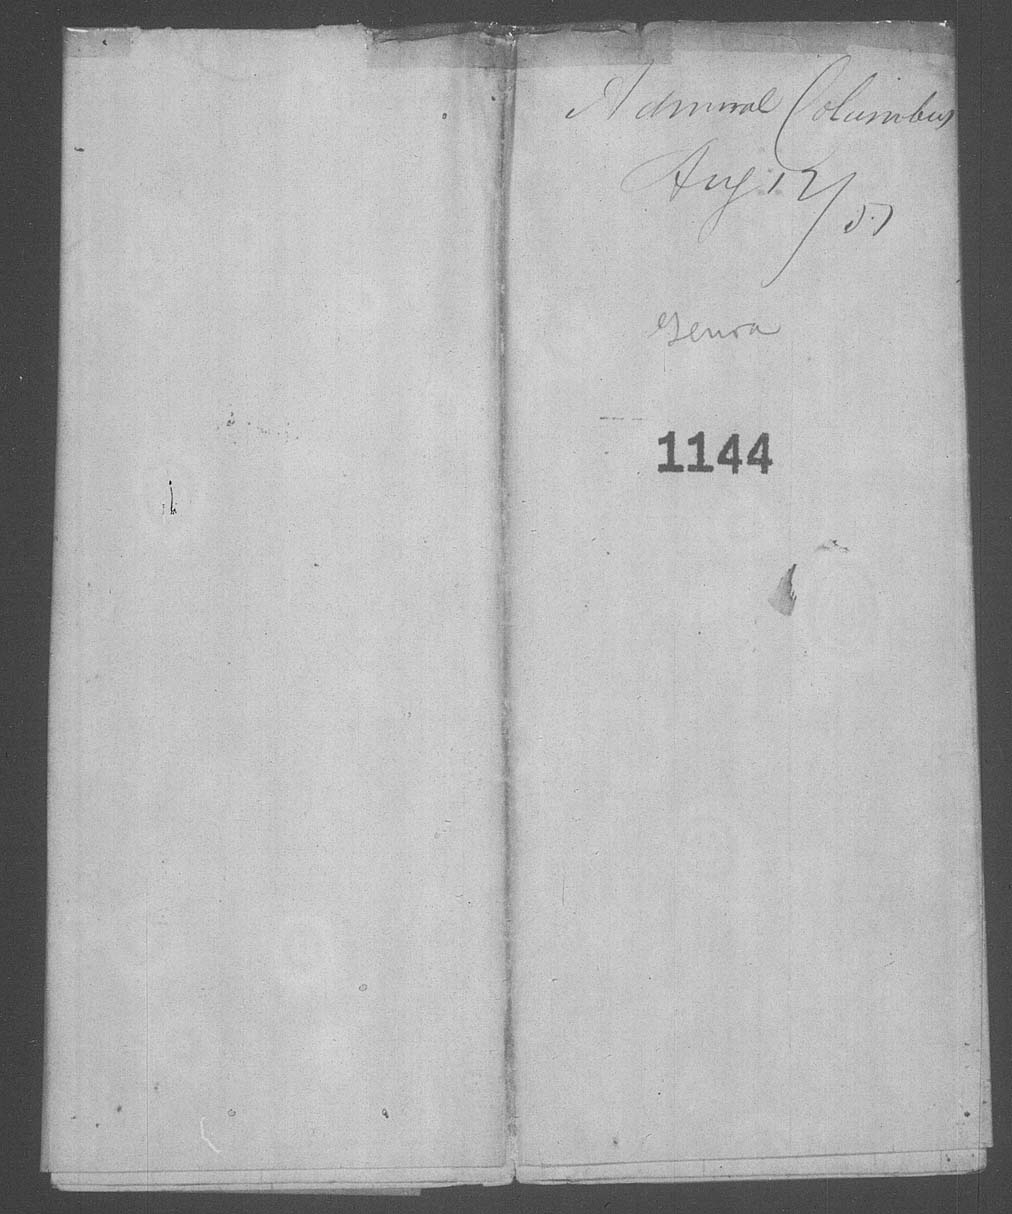 Admiral Columbus
Aug 12/57
Genoa
1144